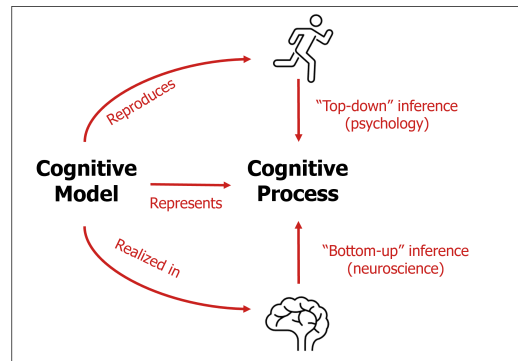 Reproduces
“Top-down” inference
(psychology)
Cognitive
Model
Represents
Cognitive
Process
Realized in
“Bottom-up” inference
(neuroscience)